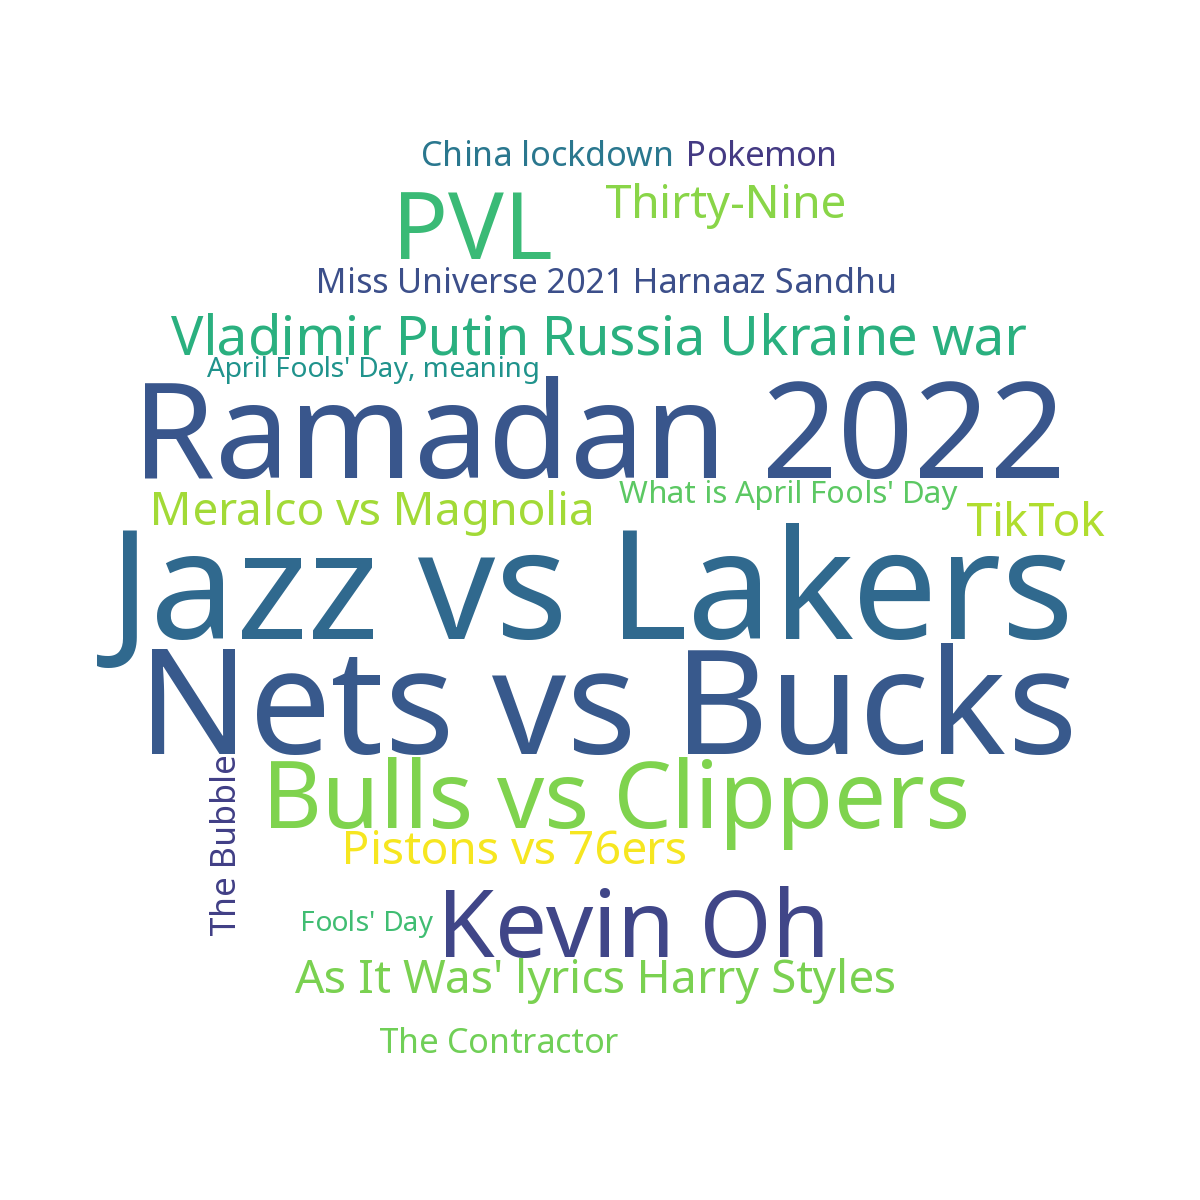 China lockdown
Pokemon
PVL
Thirty-Nine
Miss Universe 2021 Harnaaz Sandhu
Vladimir Putin Russia Ukraine war
April Fools' Day, meaning
Ramadan 2022
Meralco vs Magnolia
What is April Fools' Day
TikTok
Jazz vs Lakers
Nets vs Bucks
The Bubble
Bulls vs Clippers
Pistons vs 76ers
Fools' Day
Kevin Oh
As It Was' lyrics Harry Styles
The Contractor